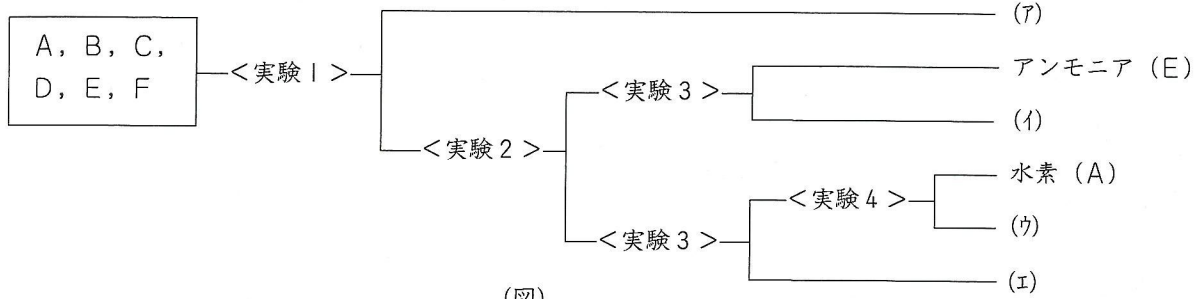 A，B，C，
D，E，F
＜実験1＞
＜実験2＞
＜実験3＞
＜実験3＞
＜実験4＞
(ア)
アンモニア（E）
(イ)
水素（A）
(ウ)
(エ)
(図)